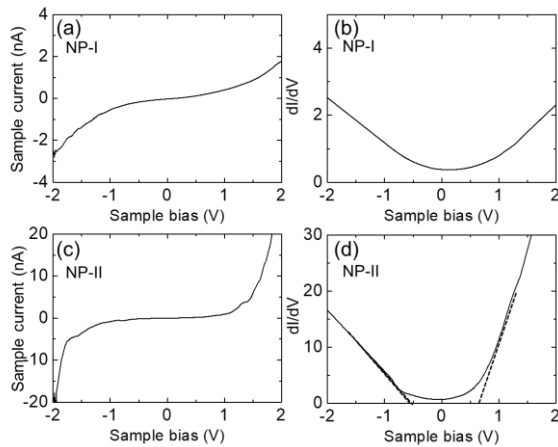 (a)
NP-I
Sample current (nA)
4
2
0
-2
-4
-2 -1 0 1 2
Sample bias (V)
(b)
NP-I
dI/dV
4
2
0
-2 -1 0 1 2
Sample bias (V)
(c)
NP-II
Sample current (nA)
20
10
0
-10
-20
-2 -1 0 1 2
Sample bias (V)
(d)
NP-II
dI/dV
30
20
10
0
-2 -1 0 1 2
Sample bias (V)